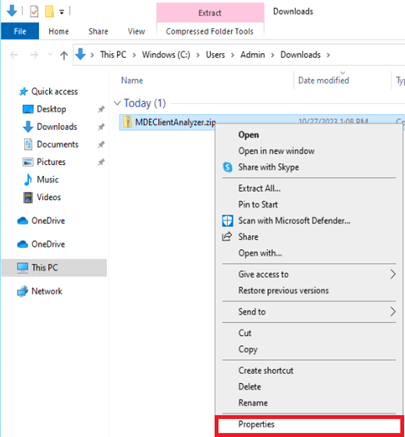 Extract
Downloads
File
Home
Share
View
Compressed Folder Tools
This PC > Windows (C:) > Users > Admin > Downloads >
Name
Date modified
Quick access
Desktop
Downloads
Documents
Pictures
Music
Videos
OneDrive
OneDrive
This PC
Network
Today (1)
MDEClientAnalyzer.zip
10/27/2023 1:08 PM
Co
Open
Open in new window
Share with Skype
Extract All...
Pin to Start
Scan with Microsoft Defender...
Share
Open with...
Give access to
Restore previous versions
Send to
Cut
Copy
Create shortcut
Delete
Rename
Properties